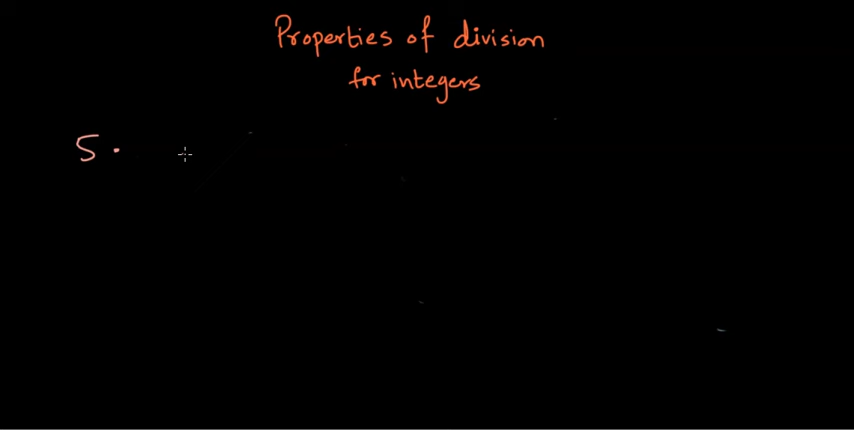 Properties of division
for integers
5.